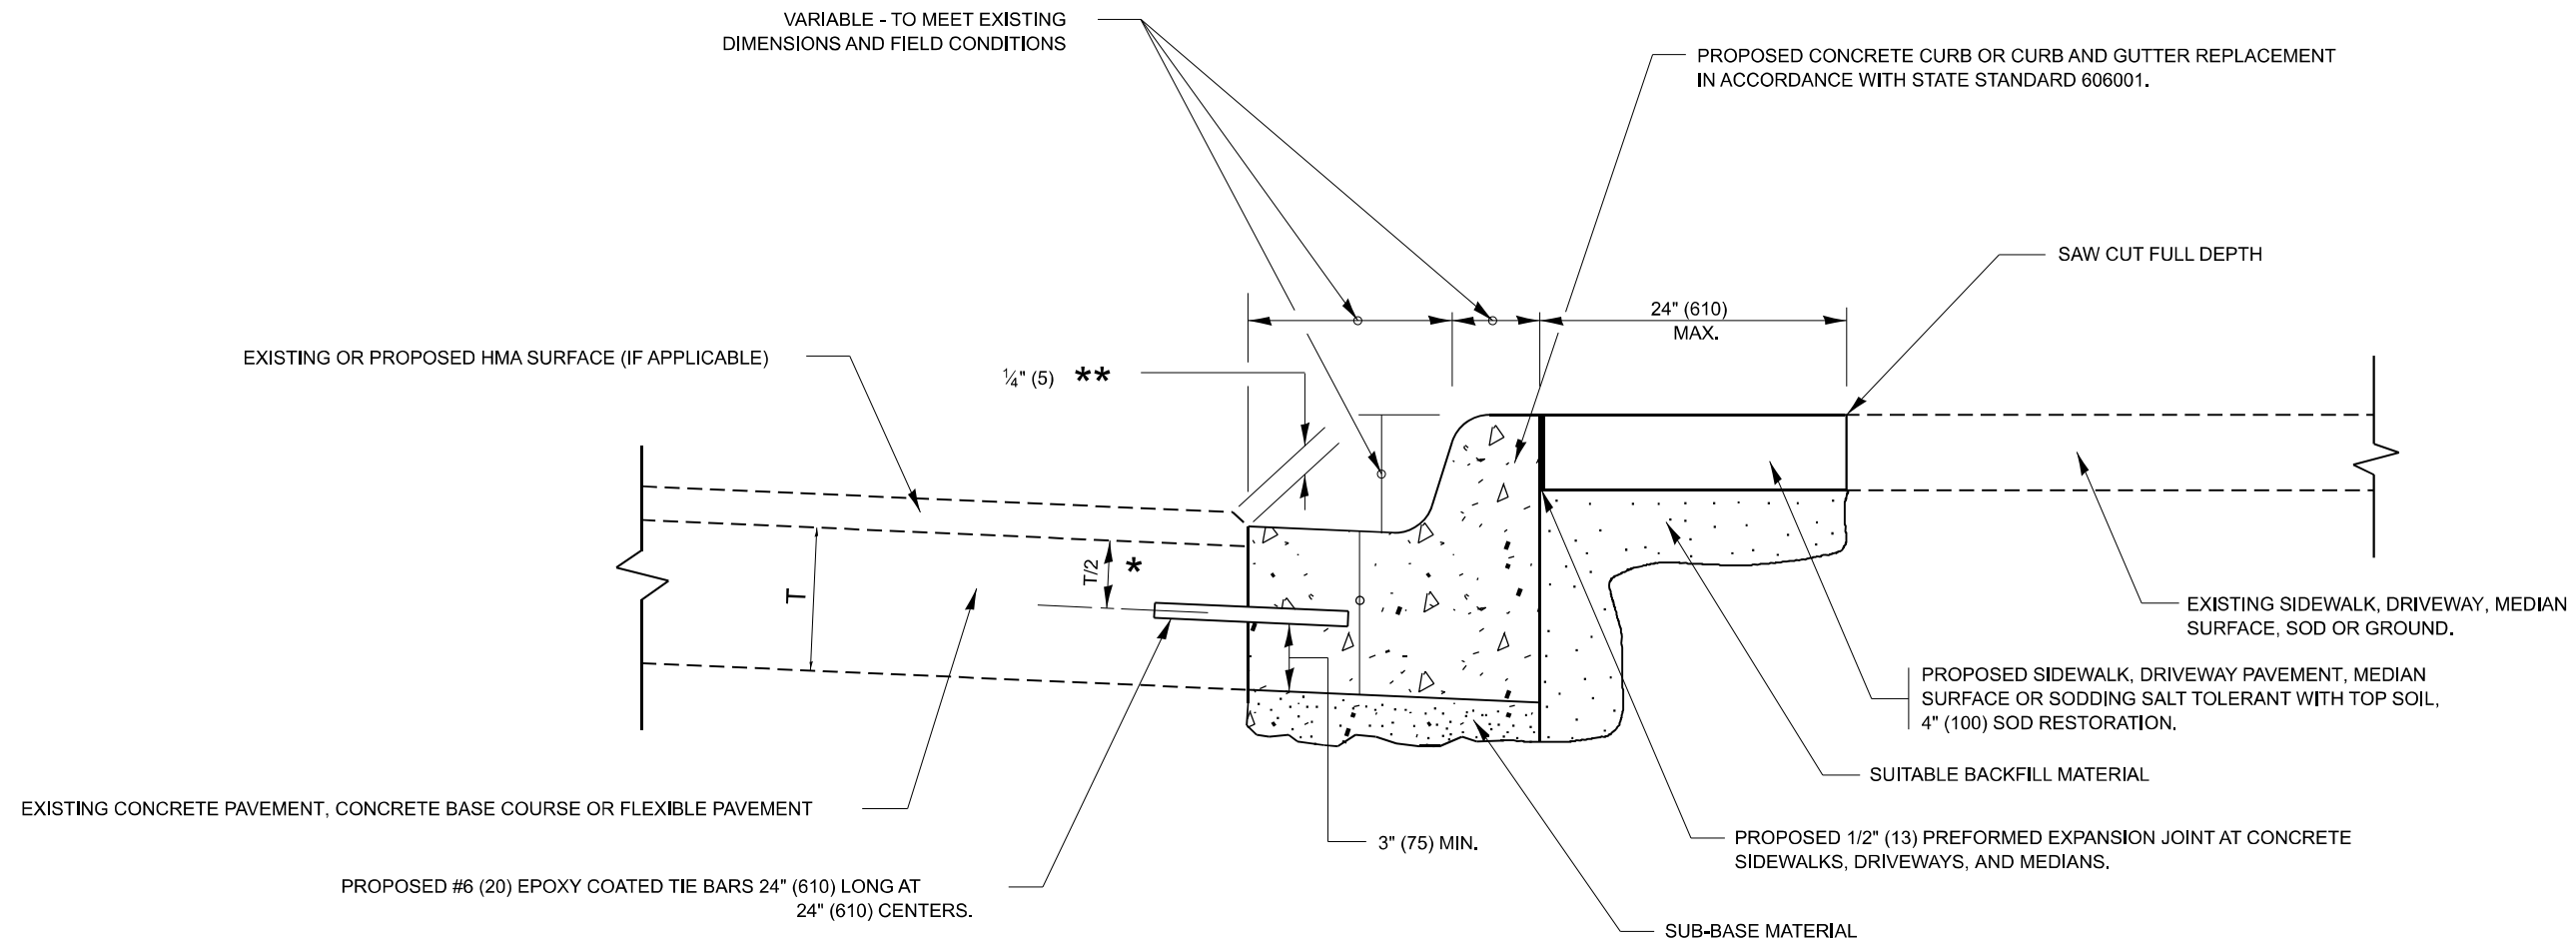 VARIABLE - TO MEET EXISTING
DIMENSIONS AND FIELD CONDITIONS
PROPOSED CONCRETE CURB OR CURB AND GUTTER REPLACEMENT
IN ACCORDANCE WITH STATE STANDARD 606001.
SAW CUT FULL DEPTH
24" (610)
MAX.
EXISTING OR PROPOSED HMA SURFACE (IF APPLICABLE)
¼" (5) **
T/2 *
T
EXISTING SIDEWALK, DRIVEWAY, MEDIAN
SURFACE, SOD OR GROUND.
PROPOSED SIDEWALK, DRIVEWAY PAVEMENT, MEDIAN
SURFACE OR SODDING SALT TOLERANT WITH TOP SOIL,
4" (100) SOD RESTORATION.
SUITABLE BACKFILL MATERIAL
EXISTING CONCRETE PAVEMENT, CONCRETE BASE COURSE OR FLEXIBLE PAVEMENT
3" (75) MIN.
PROPOSED 1/2" (13) PREFORMED EXPANSION JOINT AT CONCRETE
SIDEWALKS, DRIVEWAYS, AND MEDIANS.
PROPOSED #6 (20) EPOXY COATED TIE BARS 24" (610) LONG AT
24" (610) CENTERS.
SUB-BASE MATERIAL